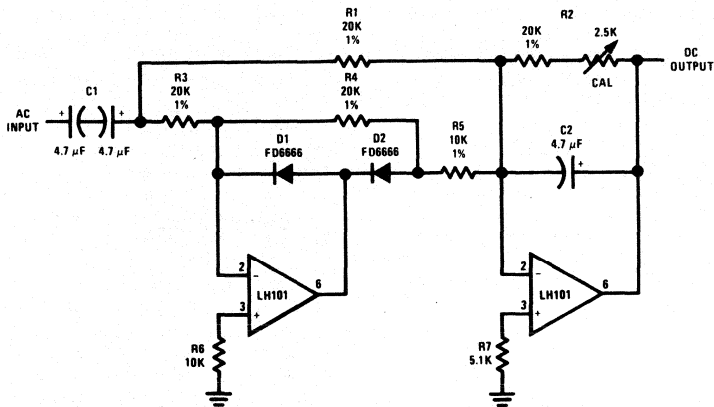 R1
20K
1%
R2
20K
1%
2.5K
CAL
DC
OUTPUT
C1
R3
20K
1%
R4
20K
1%
AC
INPUT
+
+
4.7 μF
4.7 μF
D1
FD6666
D2
FD6666
R5
10K
1%
C2
4.7 μF
+
2
−
LH101
6
3
+
R6
10K
2
−
LH101
6
3
+
R7
5.1K